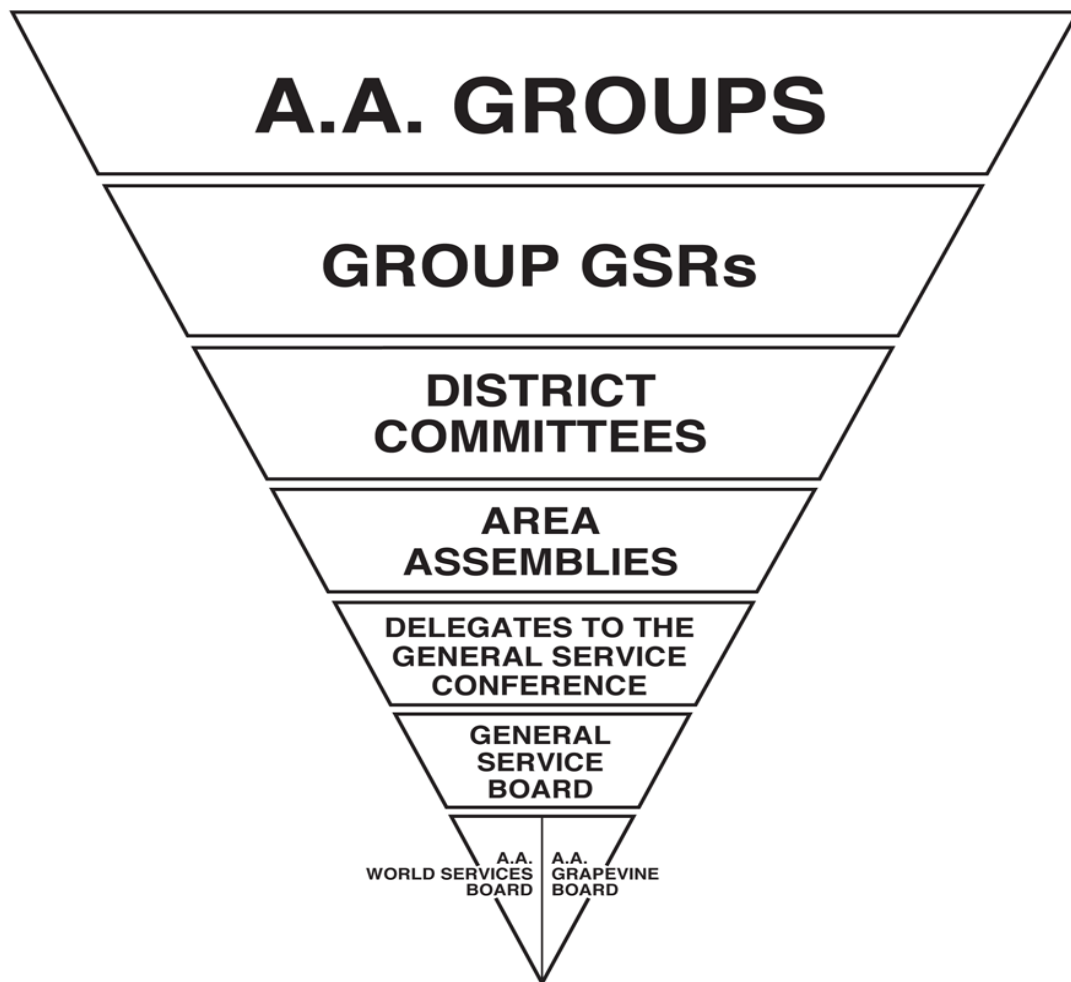 A.A. GROUPS
GROUP GSRs
DISTRICT
COMMITTEES
AREA
ASSEMBLIES
DELEGATES TO THE
GENERAL SERVICE
CONFERENCE
GENERAL
SERVICE
BOARD
A.A.
WORLD SERVICES
BOARD
A.A.
GRAPEVINE
BOARD